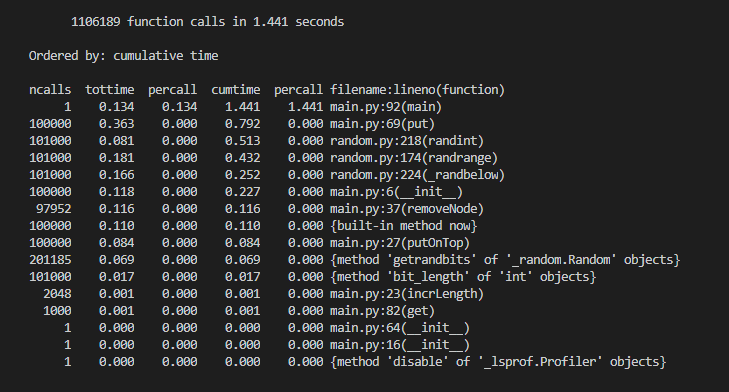 1106189 function calls in 1.441 seconds
Ordered by: cumulative time
ncalls tottime percall cumtime percall filename:lineno(function)
1 0.134 0.134 1.441 1.441 main.py:92(main)
100000 0.363 0.000 0.792 0.000 main.py:69(put)
101000 0.081 0.000 0.513 0.000 random.py:218(randint)
101000 0.181 0.000 0.432 0.000 random.py:174(randrange)
101000 0.166 0.000 0.252 0.000 random.py:224(_randbelow)
100000 0.118 0.000 0.227 0.000 main.py:6(__init__)
97952 0.116 0.000 0.116 0.000 main.py:37(removeNode)
100000 0.110 0.000 0.110 0.000 {built-in method now}
100000 0.084 0.000 0.084 0.000 main.py:27(putOnTop)
201185 0.069 0.000 0.069 0.000 {method 'getrandbits' of '_random.Random' objects}
101000 0.017 0.000 0.017 0.000 {method 'bit_length' of 'int' objects}
2048 0.001 0.000 0.001 0.000 main.py:23(incrLength)
1000 0.001 0.000 0.001 0.000 main.py:82(get)
1 0.000 0.000 0.000 0.000 main.py:64(__init__)
1 0.000 0.000 0.000 0.000 main.py:16(__init__)
1 0.000 0.000 0.000 0.000 {method 'disable' of '_lsprof.Profiler' objects}